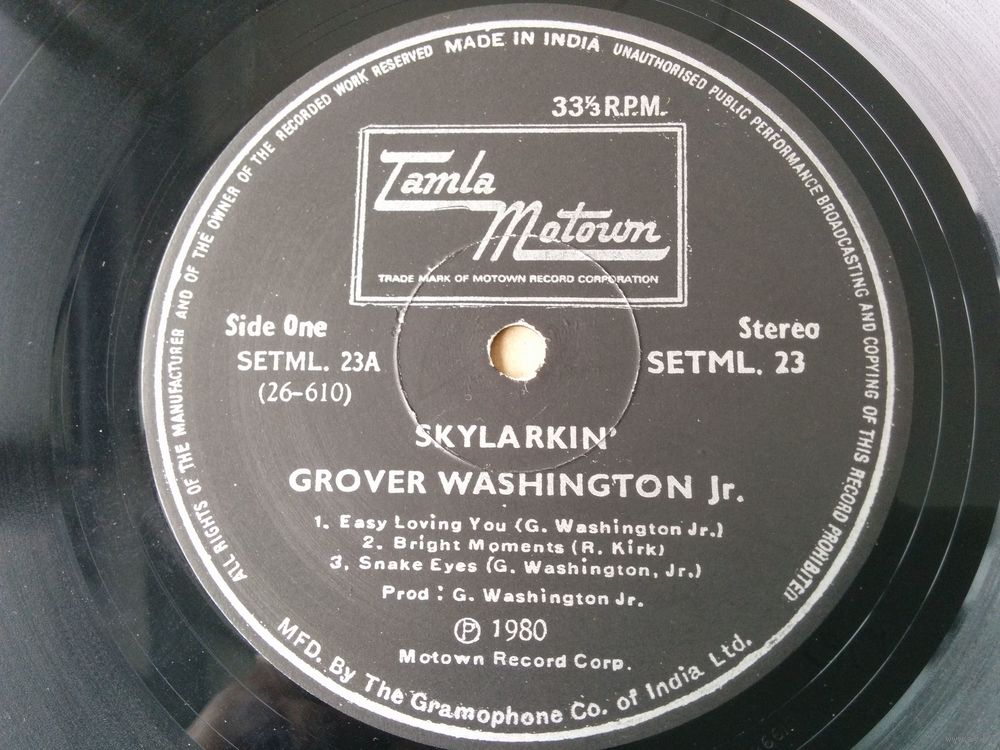 ALL RIGHTS OF THE MANUFACTURER AND OF THE OWNER OF THE RECORDED WORK RESERVED MADE IN INDIA UNAUTHORISED PUBLIC PERFORMANCE BROADCASTING AND COPYING OF THIS RECORD PROHIBITED
33⅓ R.P.M.
Tamla
Motown
TRADE MARK OF MOTOWN RECORD CORPORATION
Side One
SETML. 23A
(26-610)
Stereo
SETML. 23
SKYLARKIN'
GROVER WASHINGTON Jr.
1. Easy Loving You (G. Washington Jr.)
2. Bright Moments (R. Kirk)
3. Snake Eyes (G. Washington, Jr.)
Prod : G. Washington Jr.
℗ 1980
Motown Record Corp.
MFD. By The Gramophone Co. of India Ltd.